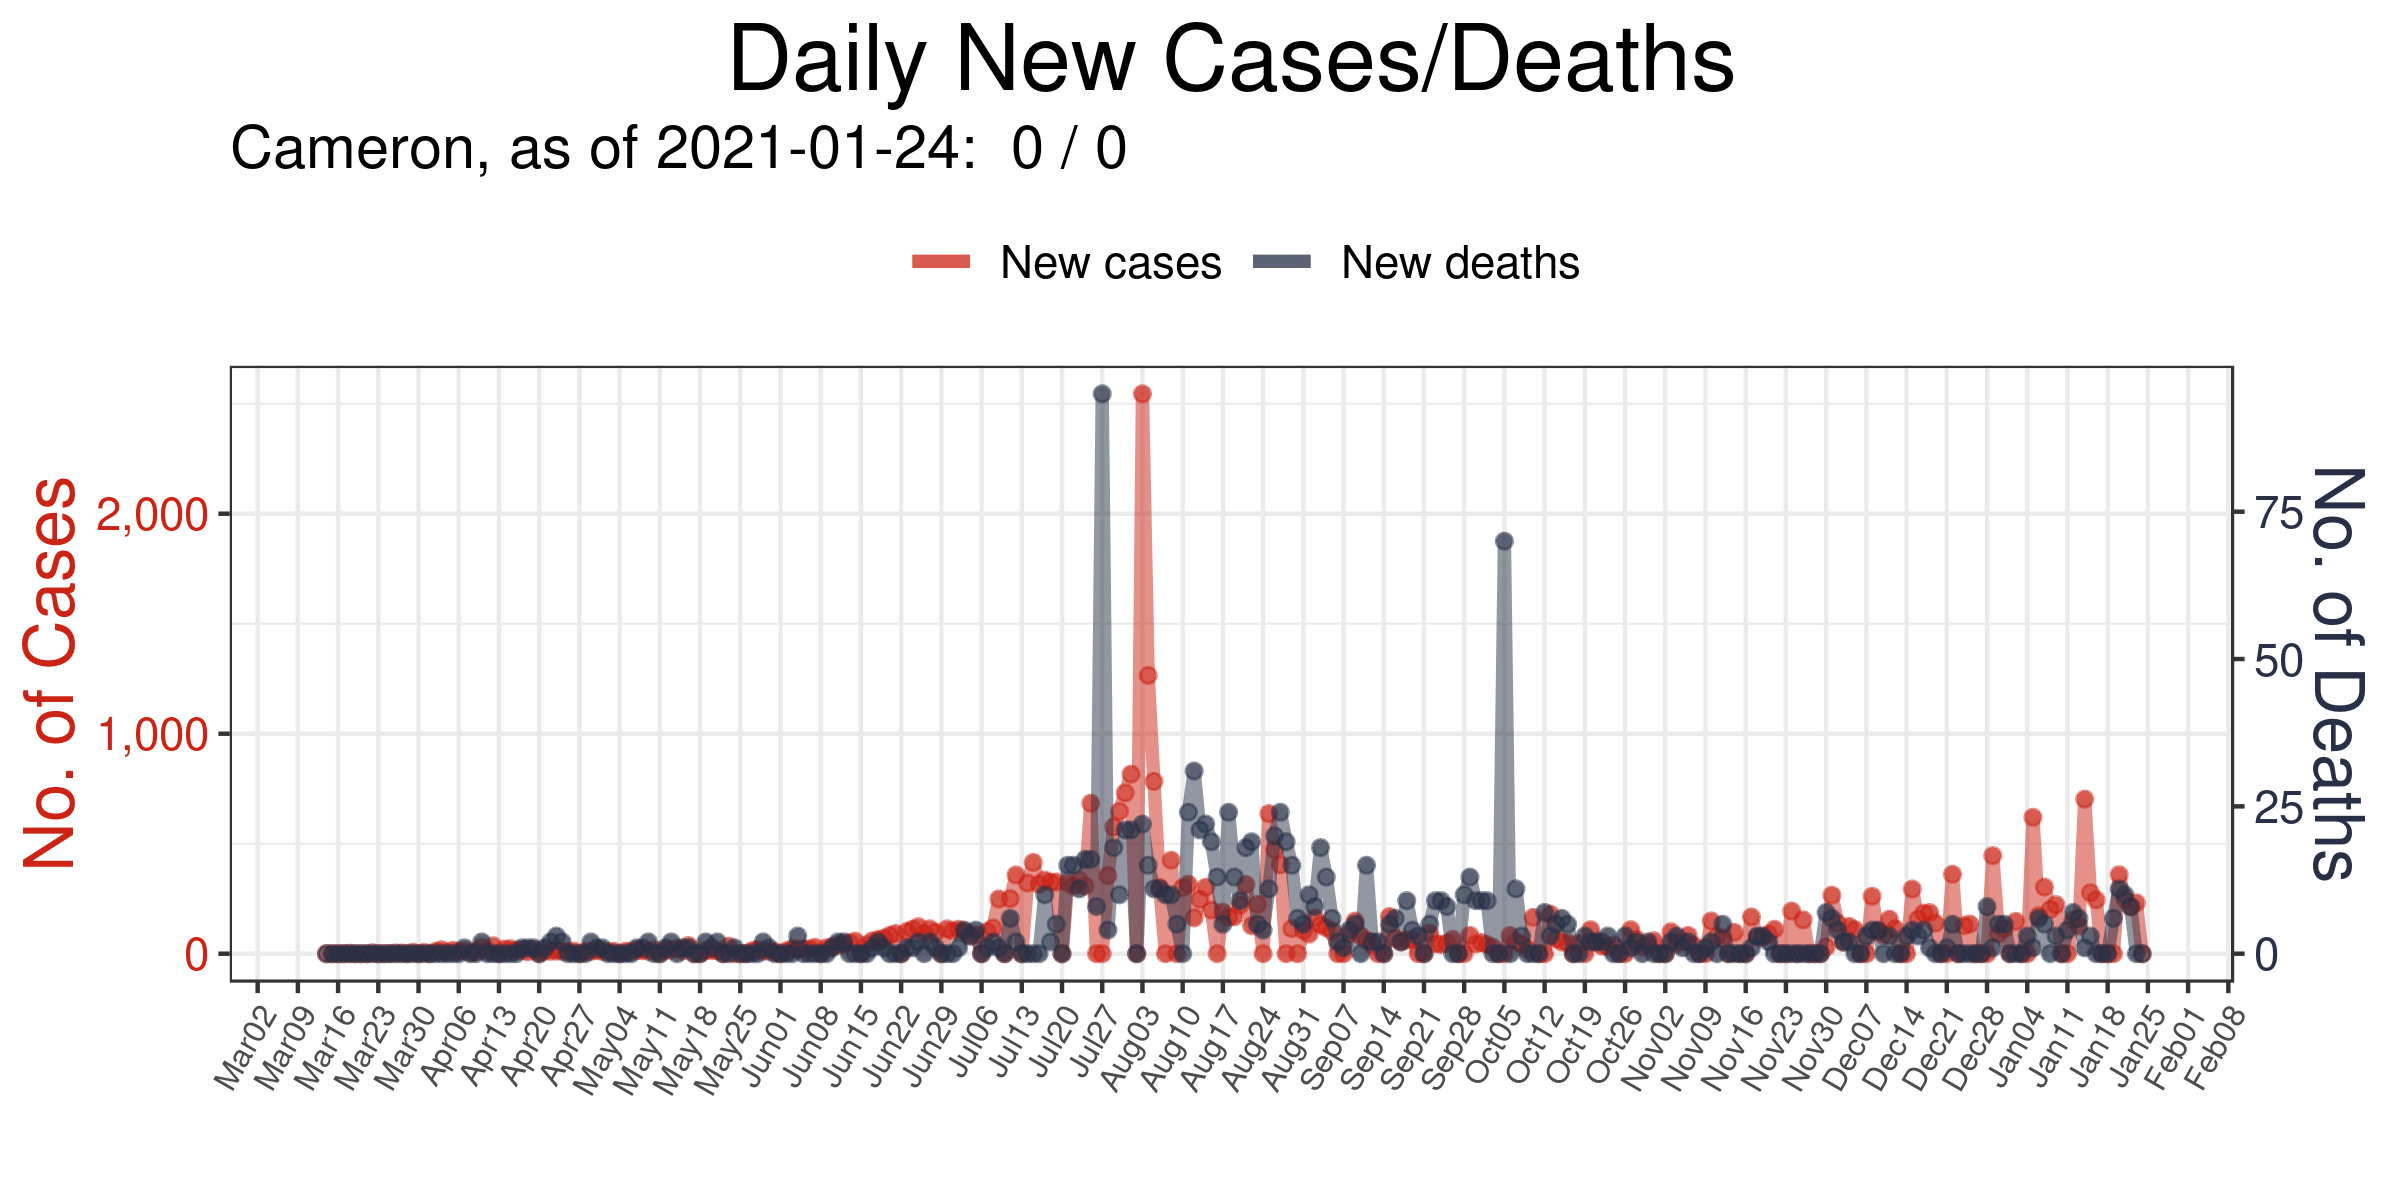 Daily New Cases/Deaths
Cameron, as of 2021-01-24:  0 / 0
New cases
New deaths
No. of Cases
2,000
1,000
0
75
50
25
0
No. of Deaths
Mar02
Mar09
Mar16
Mar23
Mar30
Apr06
Apr13
Apr20
Apr27
May04
May11
May18
May25
Jun01
Jun08
Jun15
Jun22
Jun29
Jul06
Jul13
Jul20
Jul27
Aug03
Aug10
Aug17
Aug24
Aug31
Sep07
Sep14
Sep21
Sep28
Oct05
Oct12
Oct19
Oct26
Nov02
Nov09
Nov16
Nov23
Nov30
Dec07
Dec14
Dec21
Dec28
Jan04
Jan11
Jan18
Jan25
Feb01
Feb08